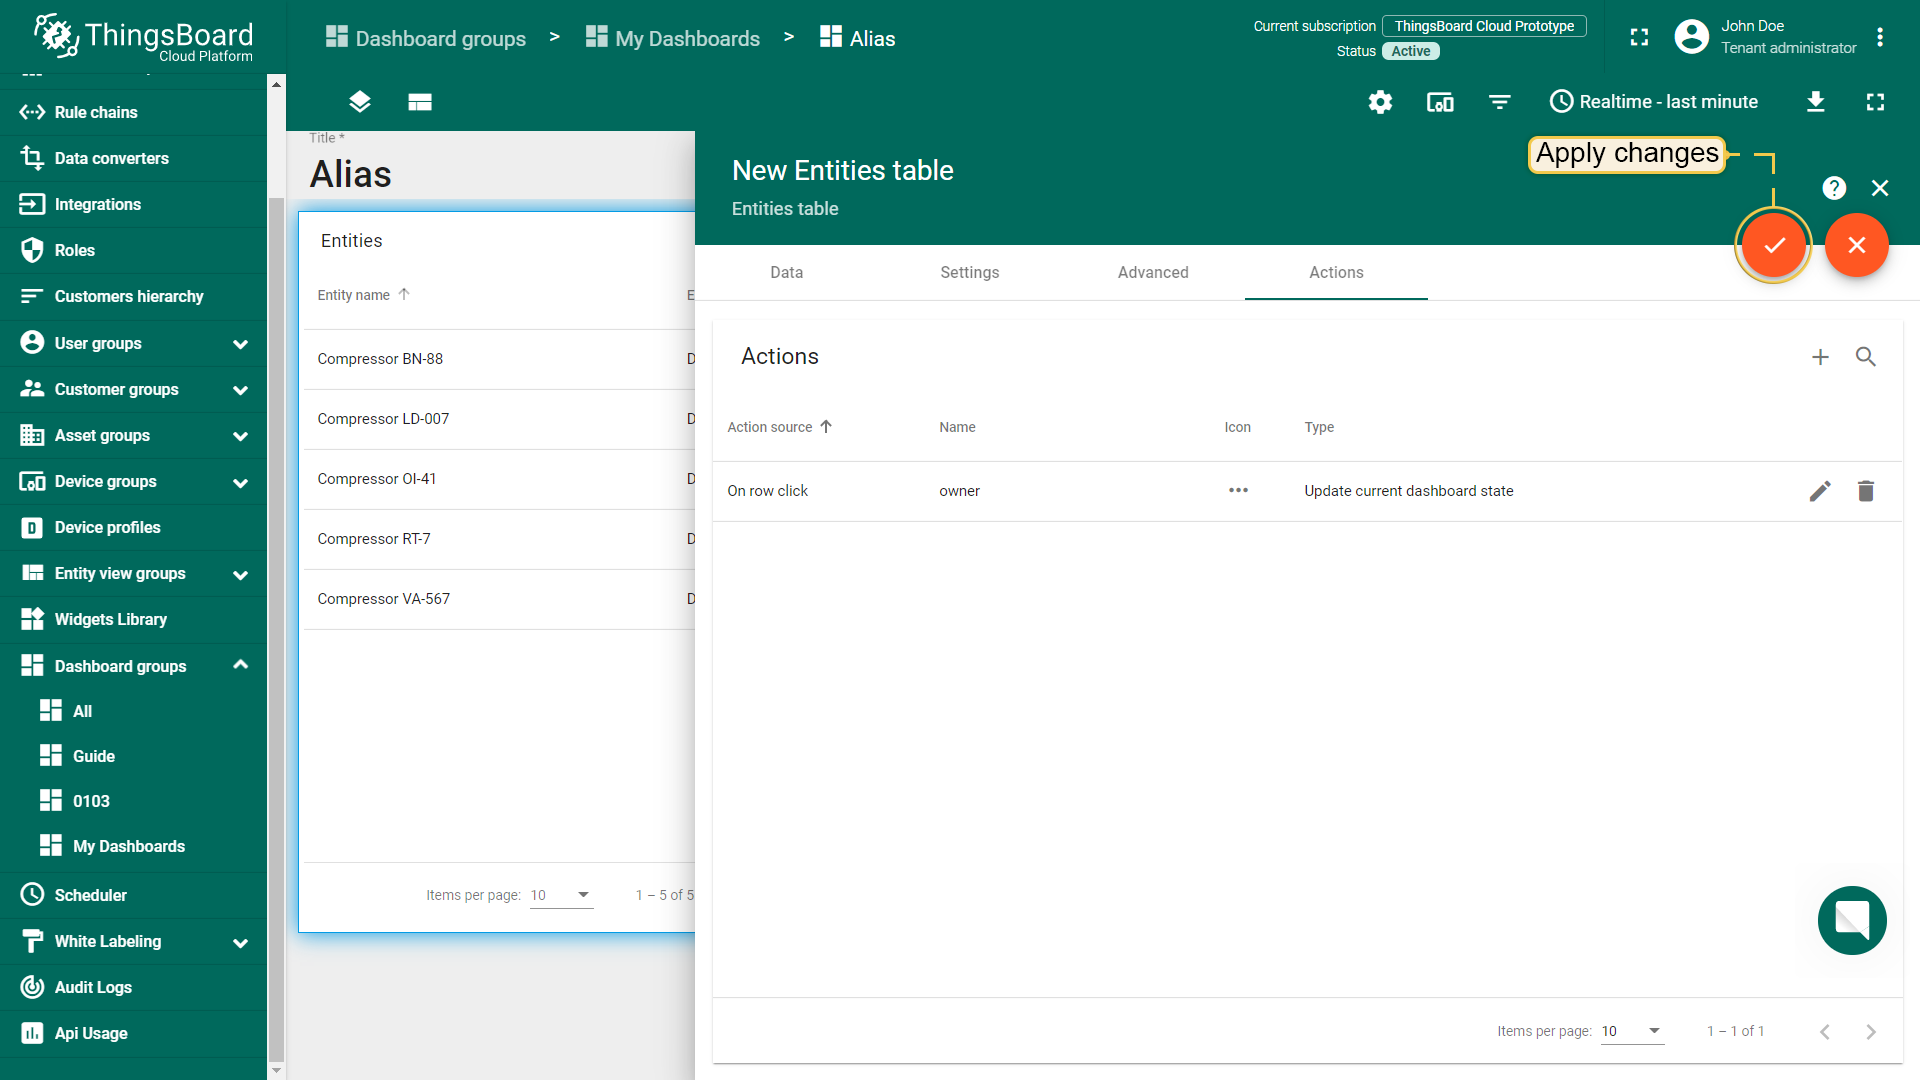 ThingsBoard
Cloud Platform
Dashboard groups > My Dashboards > Alias
Current subscription ThingsBoard Cloud Prototype
Status Active
John Doe
Tenant administrator
Rule chains
Data converters
Integrations
Roles
Customers hierarchy
User groups
Customer groups
Asset groups
Device groups
Device profiles
Entity view groups
Widgets Library
Dashboard groups
All
Guide
0103
My Dashboards
Scheduler
White Labeling
Audit Logs
Api Usage
Realtime - last minute
Title *
Alias
Entities
Entity name E
Compressor BN-88 D
Compressor LD-007 D
Compressor OI-41 D
Compressor RT-7 D
Compressor VA-567 D
Items per page: 10 1 – 5 of 5
New Entities table
Entities table
Apply changes
Data Settings Advanced Actions
Actions
Action source Name Icon Type
On row click owner Update current dashboard state
Items per page: 10 1 – 1 of 1